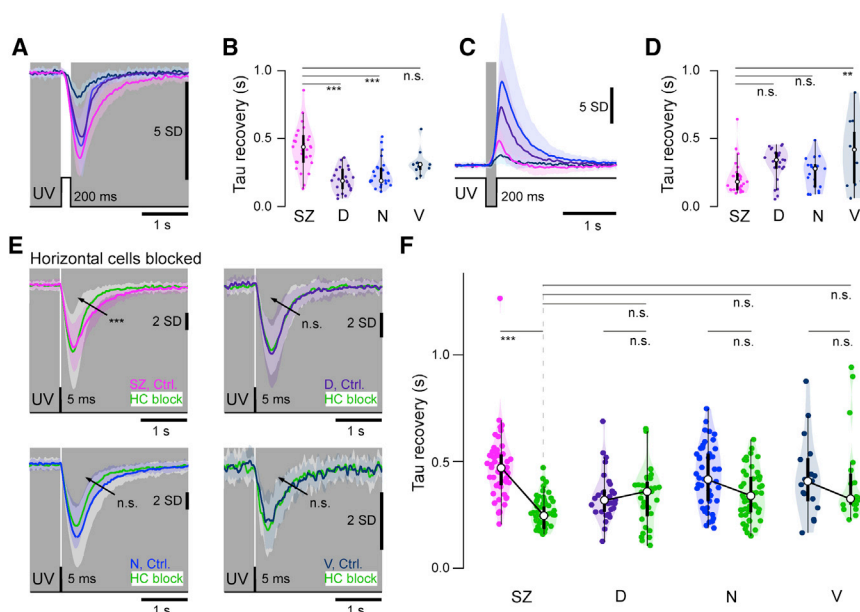 A
5 SD
UV
200 ms
1 s
B
Tau recovery (s)
1.0
0.5
0.0
***
***
n.s.
SZ
D
N
V
C
5 SD
UV
200 ms
1 s
D
Tau recovery (s)
1.0
0.5
0.0
n.s.
n.s.
**
SZ
D
N
V
E
Horizontal cells blocked
***
2 SD
SZ, Ctrl.
HC block
UV
5 ms
1 s
n.s.
2 SD
D, Ctrl.
HC block
UV
5 ms
1 s
n.s.
2 SD
N, Ctrl.
HC block
UV
5 ms
1 s
n.s.
2 SD
V, Ctrl.
HC block
UV
5 ms
1 s
F
Tau recovery (s)
1.0
0.5
0.0
n.s.
n.s.
n.s.
***
n.s.
n.s.
n.s.
SZ
D
N
V